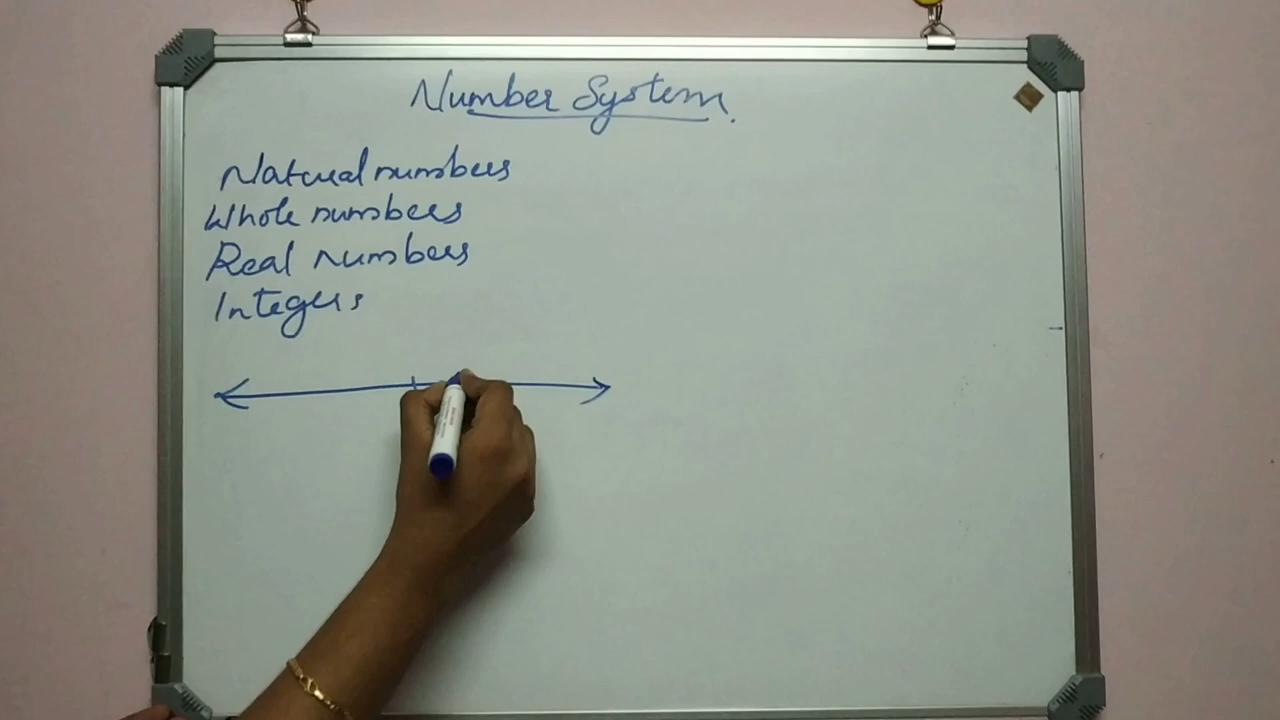 Number System.
Natural numbers
Whole numbers
Real numbers
Integers